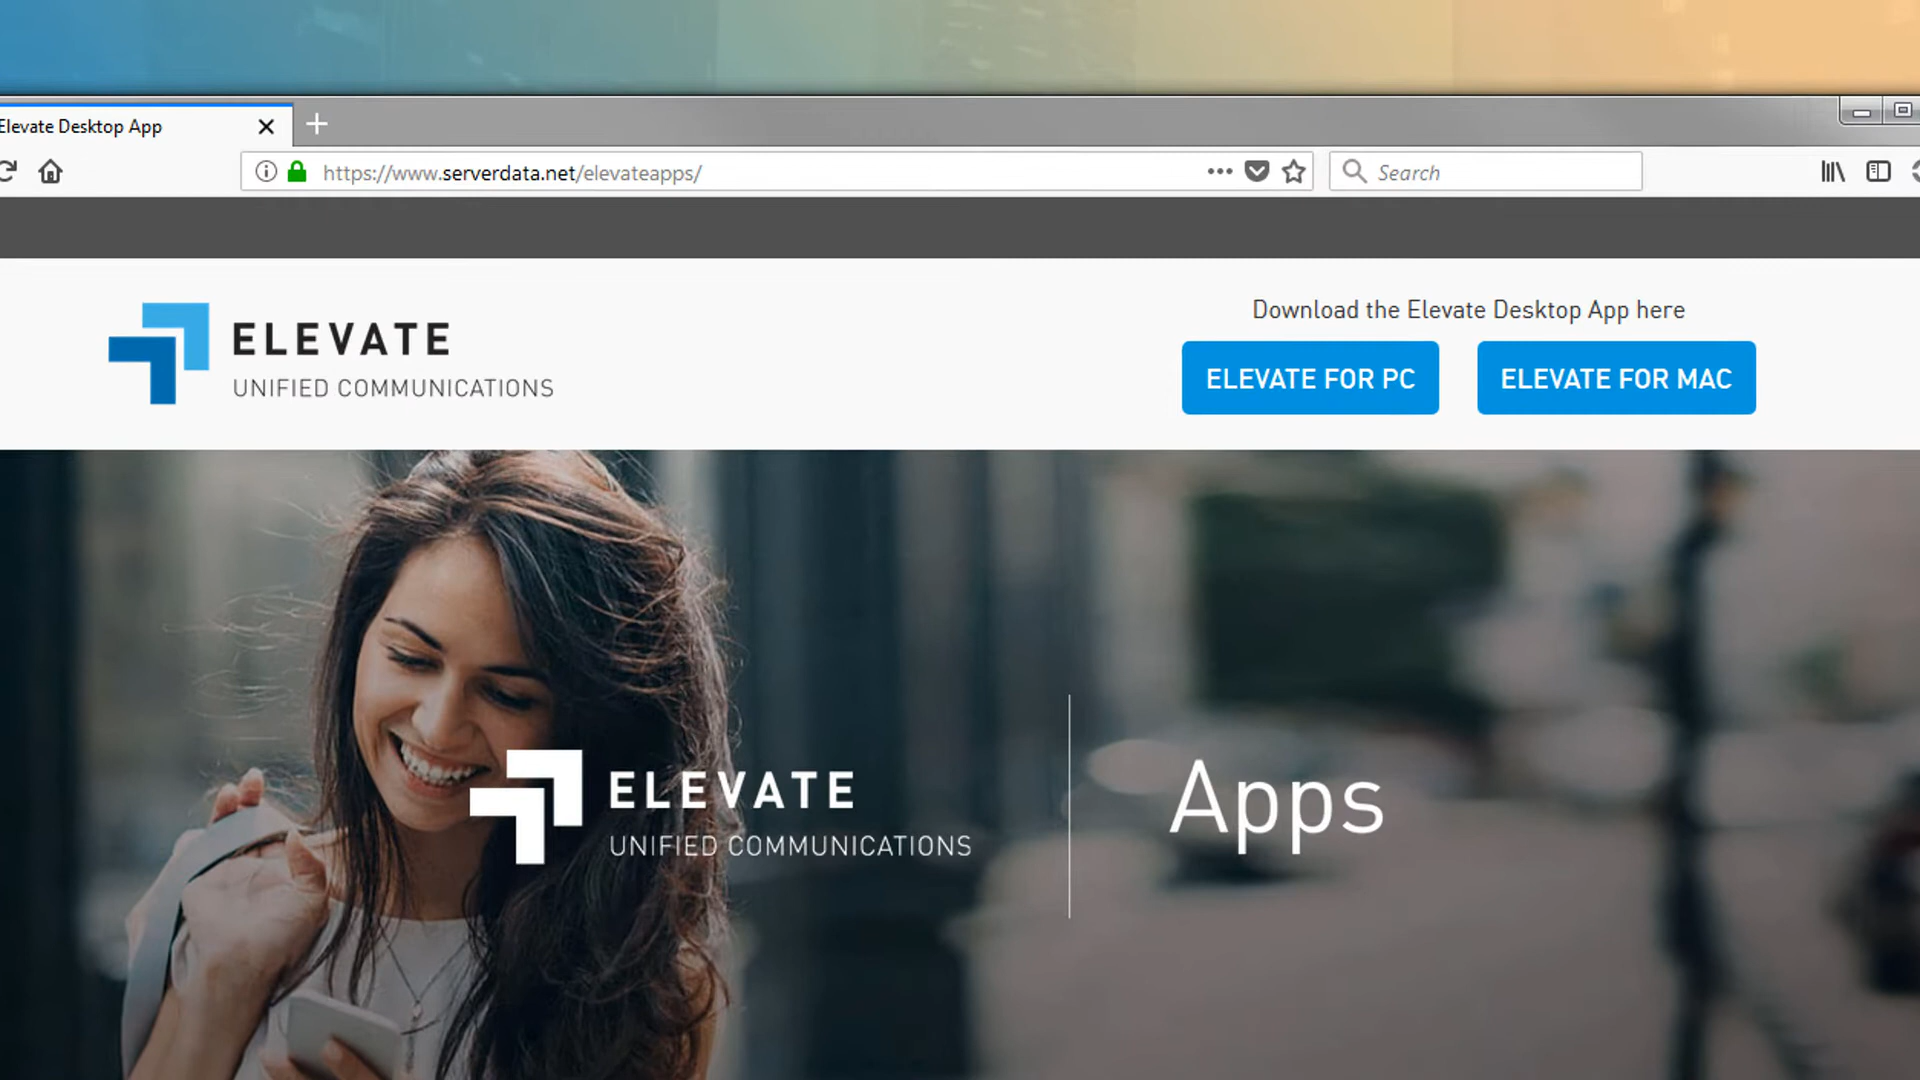 Elevate Desktop App
https://www.serverdata.net/elevateapps/
Search
ELEVATE
UNIFIED COMMUNICATIONS
Download the Elevate Desktop App here
ELEVATE FOR PC
ELEVATE FOR MAC
ELEVATE
UNIFIED COMMUNICATIONS
Apps